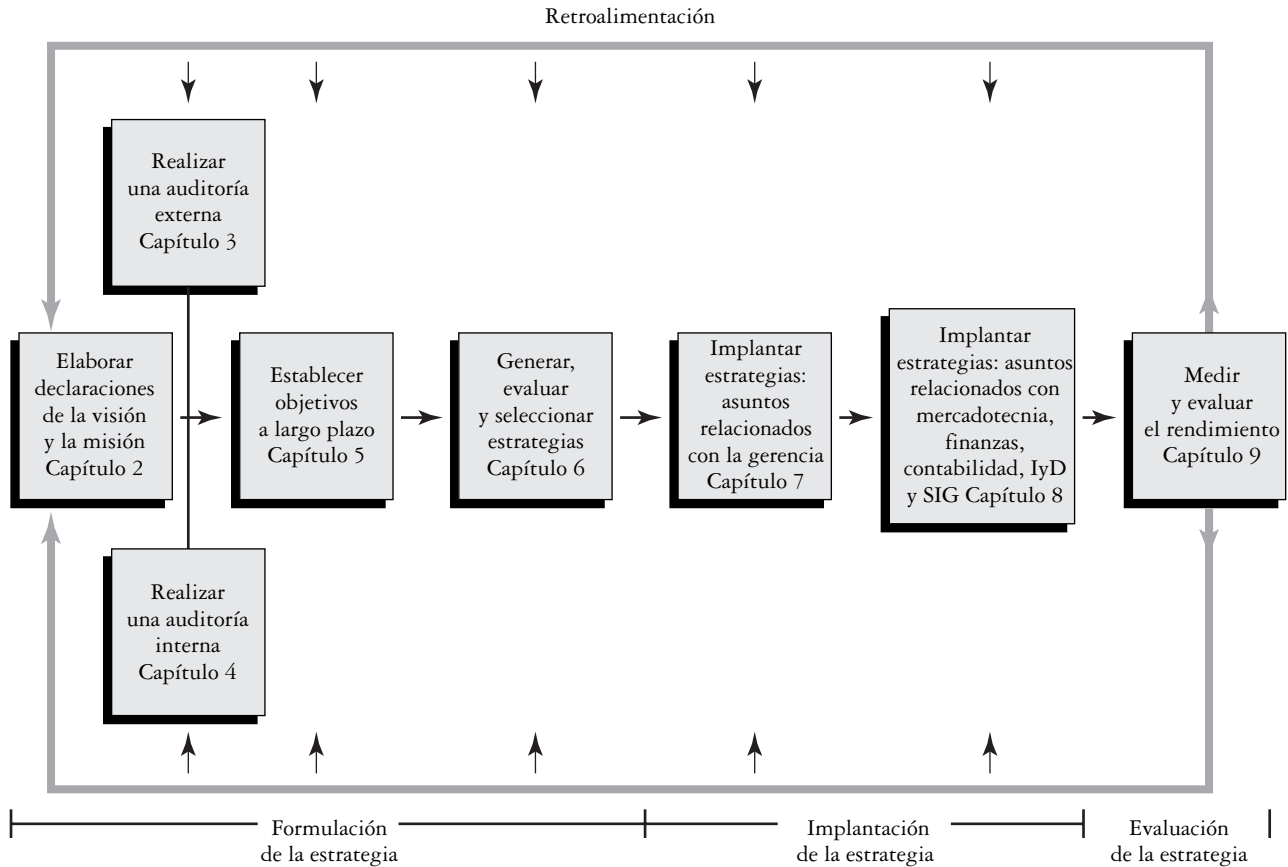 Retroalimentación
Realizar
una auditoría
externa
Capítulo 3
Elaborar
declaraciones
de la visión
y la misión
Capítulo 2
Establecer
objetivos
a largo plazo
Capítulo 5
Generar,
evaluar
y seleccionar
estrategias
Capítulo 6
Implantar
estrategias:
asuntos
relacionados
con la gerencia
Capítulo 7
Implantar
estrategias: asuntos
relacionados con
mercadotecnia,
finanzas,
contabilidad, IyD
y SIG Capítulo 8
Medir
y evaluar
el rendimiento
Capítulo 9
Realizar
una auditoría
interna
Capítulo 4
Formulación
de la estrategia
Implantación
de la estrategia
Evaluación
de la estrategia